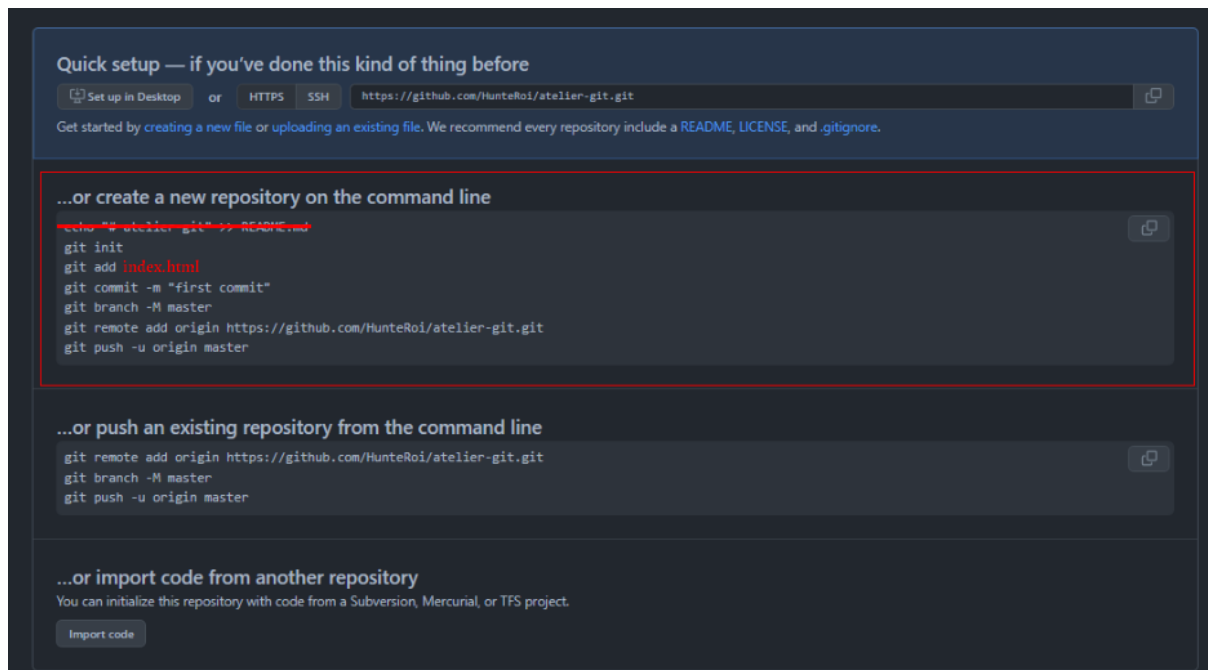 Quick setup — if you've done this kind of thing before
Set up in Desktop or HTTPS SSH https://github.com/HunteRoi/atelier-git.git
Get started by creating a new file or uploading an existing file. We recommend every repository include a README, LICENSE, and .gitignore.
...or create a new repository on the command line
echo "# atelier-git" >> README.md
git init
git add index.html
git commit -m "first commit"
git branch -M master
git remote add origin https://github.com/HunteRoi/atelier-git.git
git push -u origin master
...or push an existing repository from the command line
git remote add origin https://github.com/HunteRoi/atelier-git.git
git branch -M master
git push -u origin master
...or import code from another repository
You can initialize this repository with code from a Subversion, Mercurial, or TFS project.
Import code